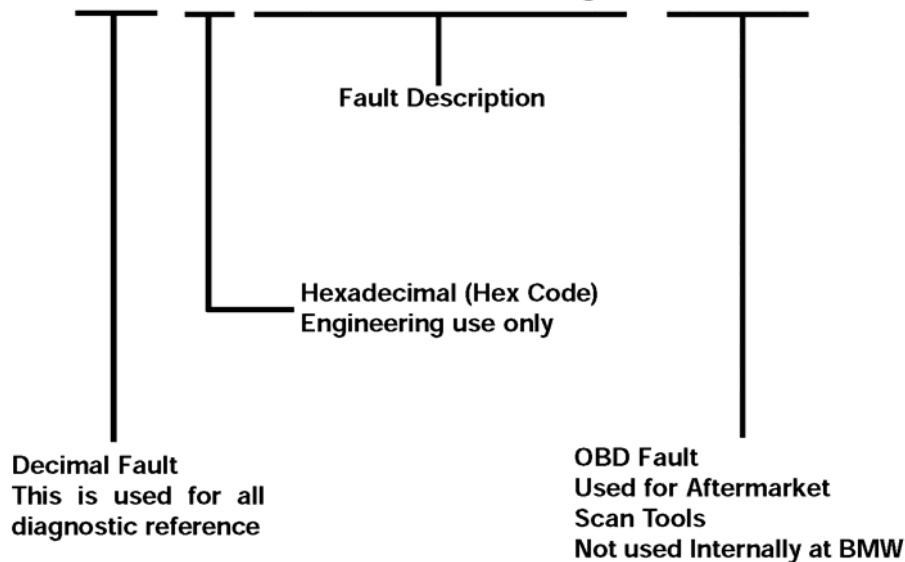 Fault Description
Hexadecimal (Hex Code)
Engineering use only
Decimal Fault
This is used for all
diagnostic reference
OBD Fault
Used for Aftermarket
Scan Tools
Not used Internally at BMW